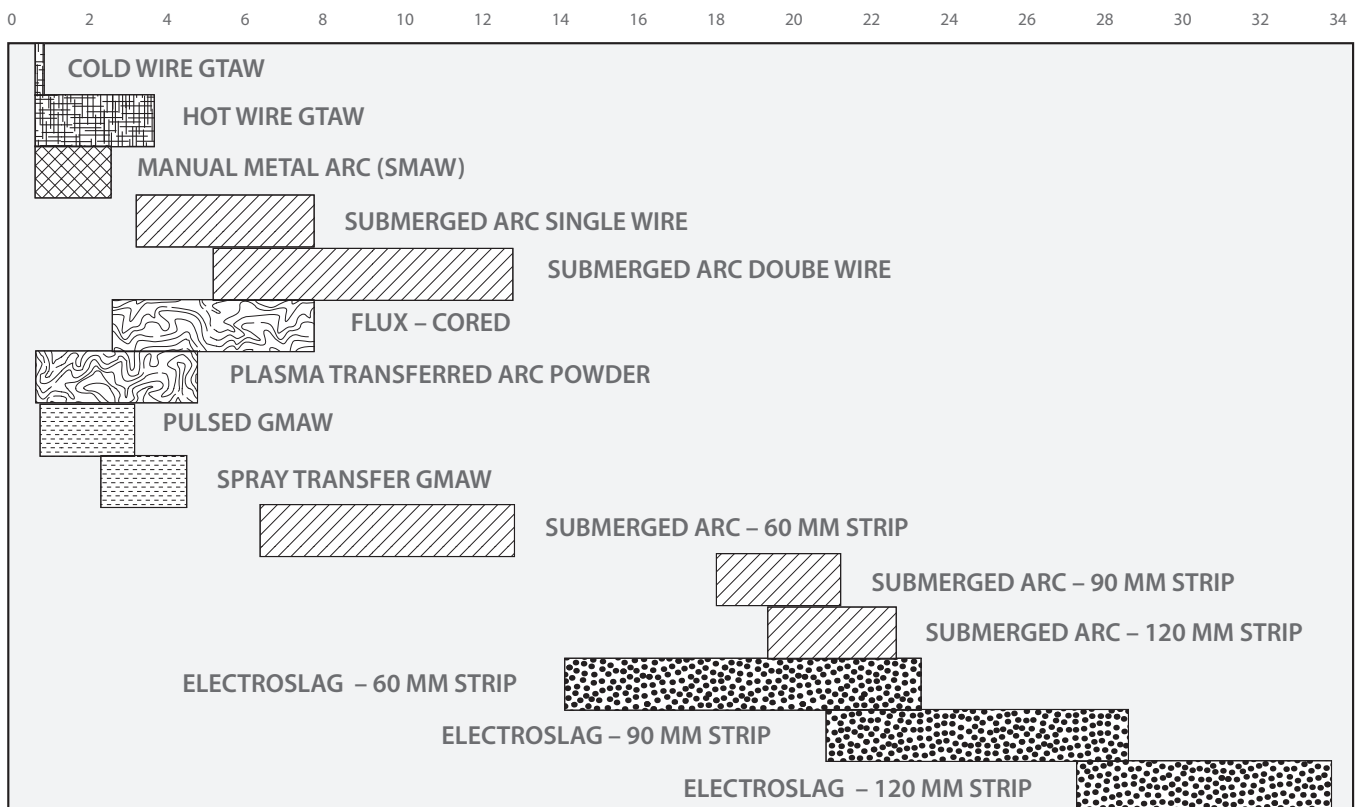 0 2 4 6 8 10 12 14 16 18 20 22 24 26 28 30 32 34
COLD WIRE GTAW
HOT WIRE GTAW
MANUAL METAL ARC (SMAW)
SUBMERGED ARC SINGLE WIRE
SUBMERGED ARC DOUBE WIRE
FLUX – CORED
PLASMA TRANSFERRED ARC POWDER
PULSED GMAW
SPRAY TRANSFER GMAW
SUBMERGED ARC – 60 MM STRIP
SUBMERGED ARC – 90 MM STRIP
SUBMERGED ARC – 120 MM STRIP
ELECTROSLAG – 60 MM STRIP
ELECTROSLAG – 90 MM STRIP
ELECTROSLAG – 120 MM STRIP